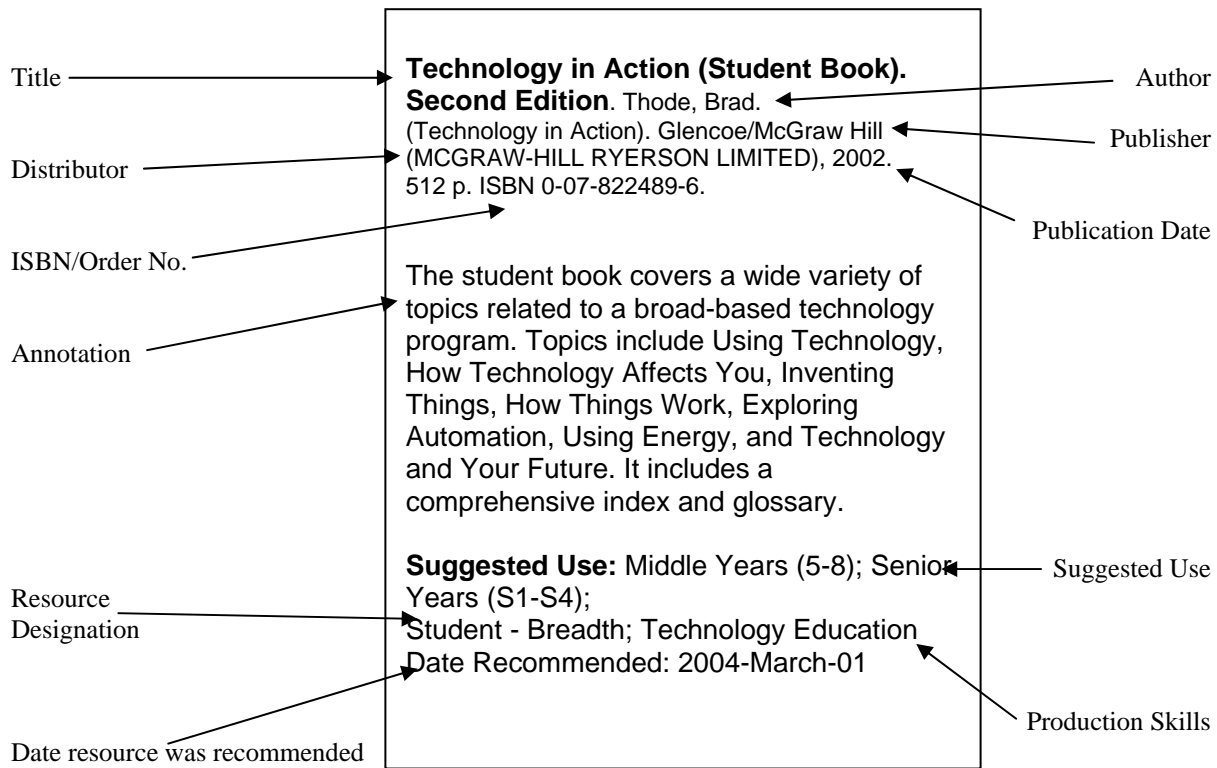 Title
Technology in Action (Student Book).
Second Edition. Thode, Brad.
Author
(Technology in Action). Glencoe/McGraw Hill
Publisher
Distributor
(MCGRAW-HILL RYERSON LIMITED), 2002.
512 p. ISBN 0-07-822489-6.
Publication Date
ISBN/Order No.
The student book covers a wide variety of
topics related to a broad-based technology
Annotation
program. Topics include Using Technology,
How Technology Affects You, Inventing
Things, How Things Work, Exploring
Automation, Using Energy, and Technology
and Your Future. It includes a
comprehensive index and glossary.
Suggested Use: Middle Years (5-8); Senior
Suggested Use
Years (S1-S4);
Resource
Designation
Student - Breadth; Technology Education
Date Recommended: 2004-March-01
Production Skills
Date resource was recommended